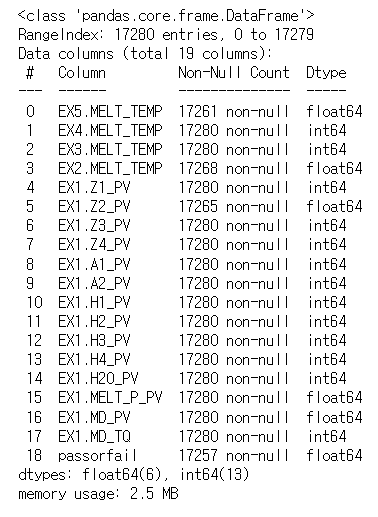 <class 'pandas.core.frame.DataFrame'>
RangeIndex: 17280 entries, 0 to 17279
Data columns (total 19 columns):
 #   Column        Non-Null Count  Dtype
---  ------        --------------  -----
 0   EX5.MELT_TEMP  17261 non-null  float64
 1   EX4.MELT_TEMP  17280 non-null  int64
 2   EX3.MELT_TEMP  17280 non-null  int64
 3   EX2.MELT_TEMP  17268 non-null  float64
 4   EX1.Z1_PV      17280 non-null  int64
 5   EX1.Z2_PV      17265 non-null  float64
 6   EX1.Z3_PV      17280 non-null  int64
 7   EX1.Z4_PV      17280 non-null  int64
 8   EX1.A1_PV      17280 non-null  int64
 9   EX1.A2_PV      17280 non-null  int64
 10  EX1.H1_PV      17280 non-null  int64
 11  EX1.H2_PV      17280 non-null  int64
 12  EX1.H3_PV      17280 non-null  int64
 13  EX1.H4_PV      17280 non-null  int64
 14  EX1.H2O_PV     17280 non-null  int64
 15  EX1.MELT_P_PV  17280 non-null  float64
 16  EX1.MD_PV      17280 non-null  float64
 17  EX1.MD_TQ      17280 non-null  int64
 18  passorfail     17257 non-null  float64
dtypes: float64(6), int64(13)
memory usage: 2.5 MB